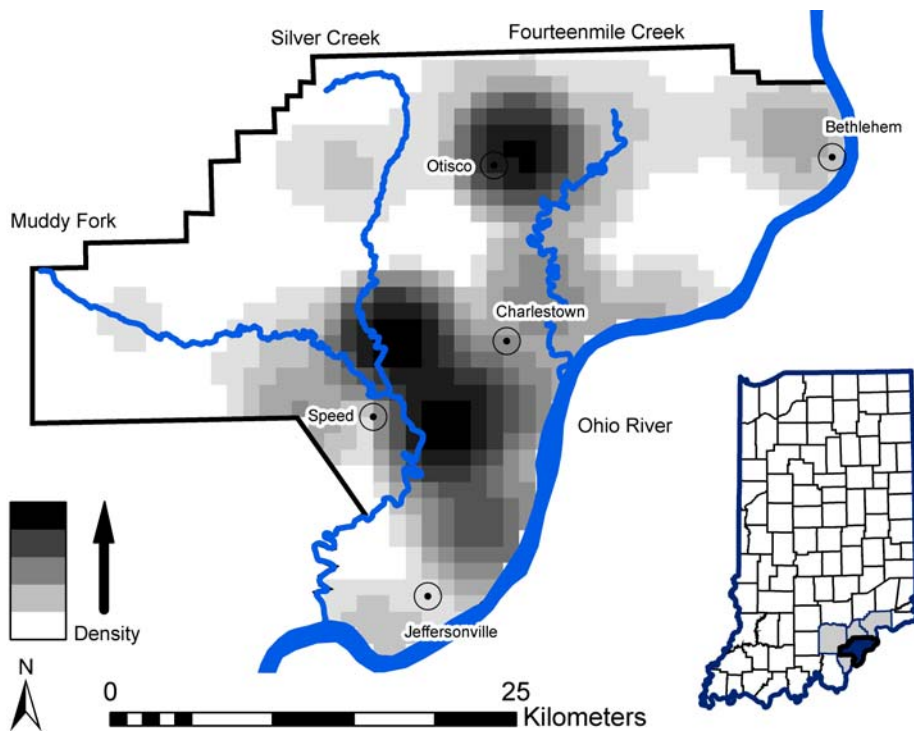 Silver Creek
Fourteenmile Creek
Bethlehem
Otisco
Muddy Fork
Charlestown
Speed
Ohio River
Density
Jeffersonville
N
0
25
Kilometers